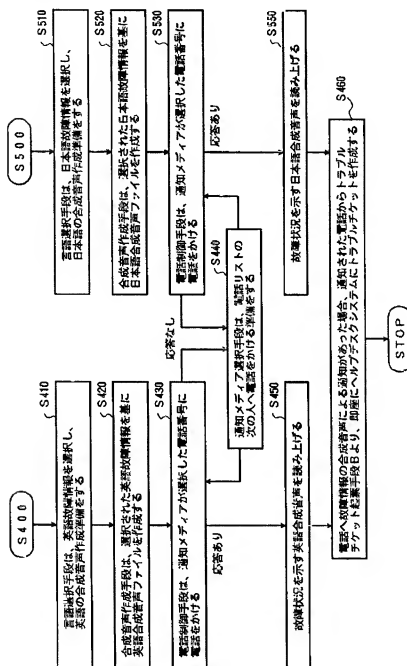 S400
S410
言語選択手段は、英語故障情報を選択し、
英語の合成音声作成準備をする
S420
合成音声作成手段は、選択された英語故障情報を基に
英語合成音声ファイルを作成する
S430
電話制御手段は、通知メディアが選択した電話番号に
電話をかける
応答なし
応答あり
S440
通知メディア選択手段は、電話リストの
次の人へ電話をかける準備をする
S450
故障状況を示す英語合成音声を読み上げる
S500
S510
言語選択手段は、日本語故障情報を選択し、
日本語の合成音声作成準備をする
S520
合成音声作成手段は、選択された日本語故障情報を基に
日本語合成音声ファイルを作成する
S530
電話制御手段は、通知メディアが選択した電話番号に
電話をかける
応答あり
S550
故障状況を示す日本語合成音声を読み上げる
S460
電話へ故障情報の合成音声による通知があった場合、通知された電話からトラブル
チケット起票手段Bより、即座にヘルプデスクシステムにトラブルチケットを作成する
STOP